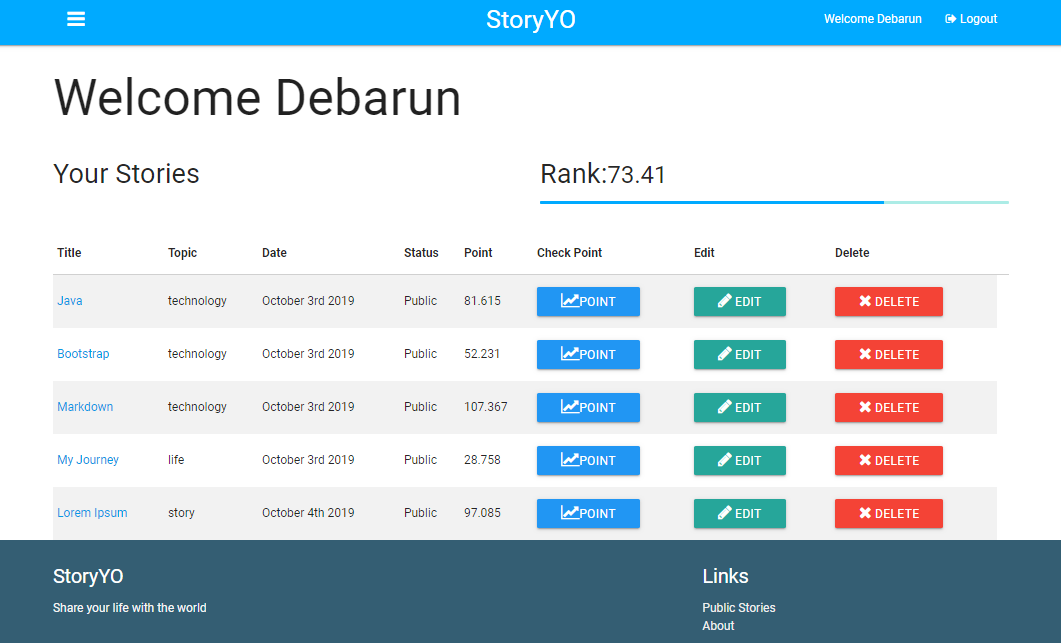 StoryYO Welcome Debarun Logout
Welcome Debarun
Your Stories Rank:73.41
Title Topic Date Status Point Check Point Edit Delete
Java technology October 3rd 2019 Public 81.615 POINT EDIT DELETE
Bootstrap technology October 3rd 2019 Public 52.231 POINT EDIT DELETE
Markdown technology October 3rd 2019 Public 107.367 POINT EDIT DELETE
My Journey life October 3rd 2019 Public 28.758 POINT EDIT DELETE
Lorem Ipsum story October 4th 2019 Public 97.085 POINT EDIT DELETE
StoryYO Links
Share your life with the world Public Stories
About